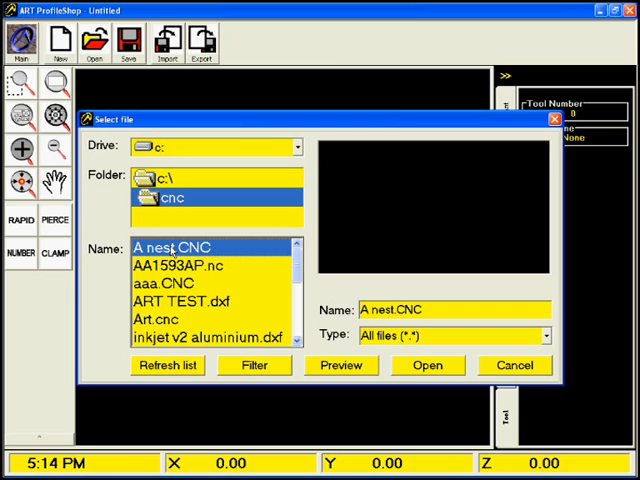 ART ProfileShop - Untitled
Main
New
Open
Save
Import
Export
>>
Tool Number
0
None
Select file
Drive:
c:
Folder:
c:\
cnc
Name:
A nest.CNC
AA1593AP.nc
aaa.CNC
ART TEST.dxf
Art.cnc
inkjet v2 aluminium.dxf
Name:
A nest.CNC
Type:
All files (*.*)
Refresh list
Filter
Preview
Open
Cancel
RAPID
PIERCE
NUMBER
CLAMP
Tool
5:14 PM
X
0.00
Y
0.00
Z
0.00